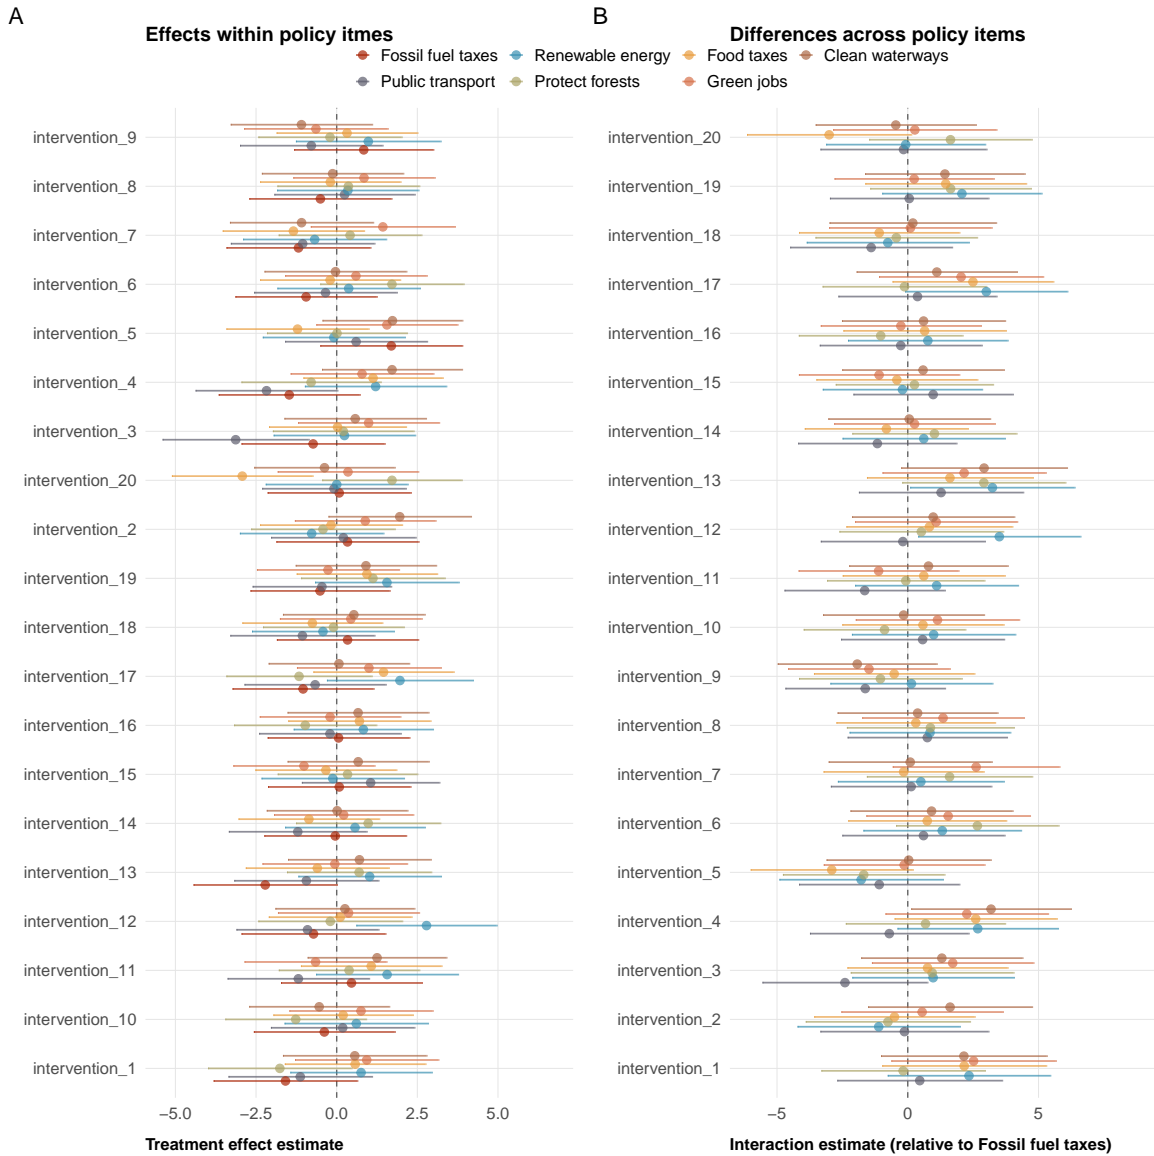 A
B
Effects within policy itmes
Differences across policy items
Fossil fuel taxes
Renewable energy
Food taxes
Clean waterways
Public transport
Protect forests
Green jobs
intervention_9
intervention_8
intervention_7
intervention_6
intervention_5
intervention_4
intervention_3
intervention_20
intervention_2
intervention_19
intervention_18
intervention_17
intervention_16
intervention_15
intervention_14
intervention_13
intervention_12
intervention_11
intervention_10
intervention_1
−5.0
−2.5
0.0
2.5
5.0
Treatment effect estimate
intervention_20
intervention_19
intervention_18
intervention_17
intervention_16
intervention_15
intervention_14
intervention_13
intervention_12
intervention_11
intervention_10
intervention_9
intervention_8
intervention_7
intervention_6
intervention_5
intervention_4
intervention_3
intervention_2
intervention_1
−5
0
5
Interaction estimate (relative to Fossil fuel taxes)